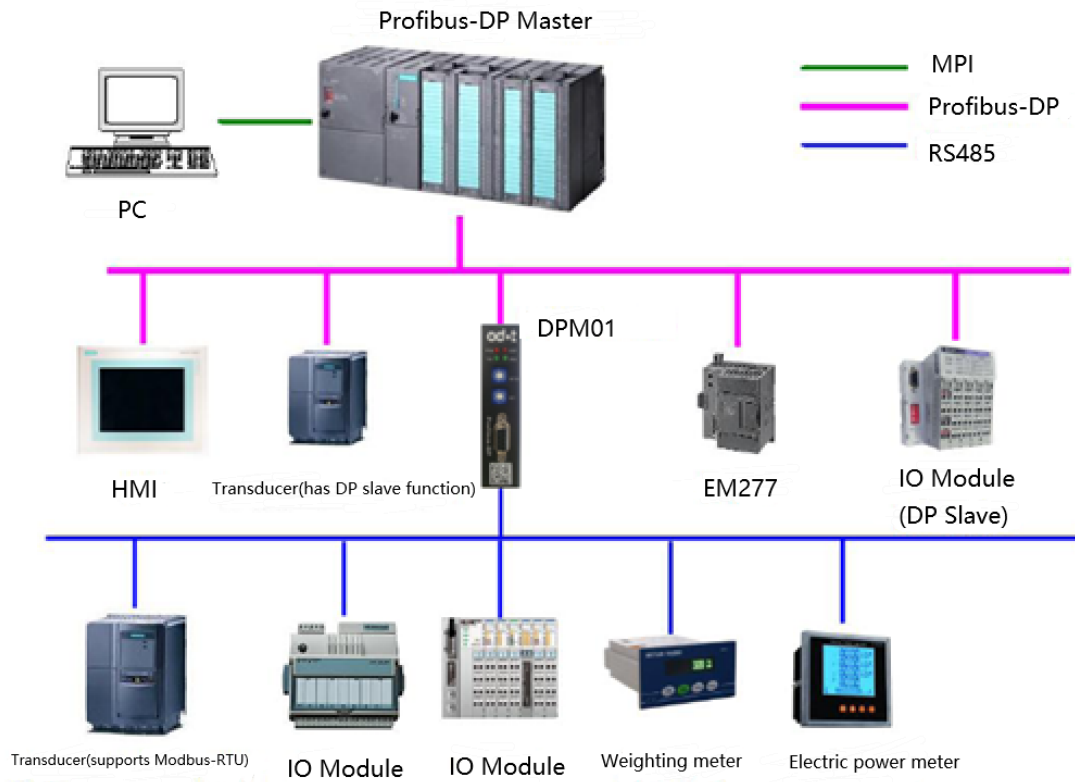 Profibus-DP Master
MPI
Profibus-DP
RS485
PC
DPM01
HMI
Transducer(has DP slave function)
EM277
IO Module
(DP Slave)
Transducer(supports Modbus-RTU)
IO Module
IO Module
Weighting meter
Electric power meter